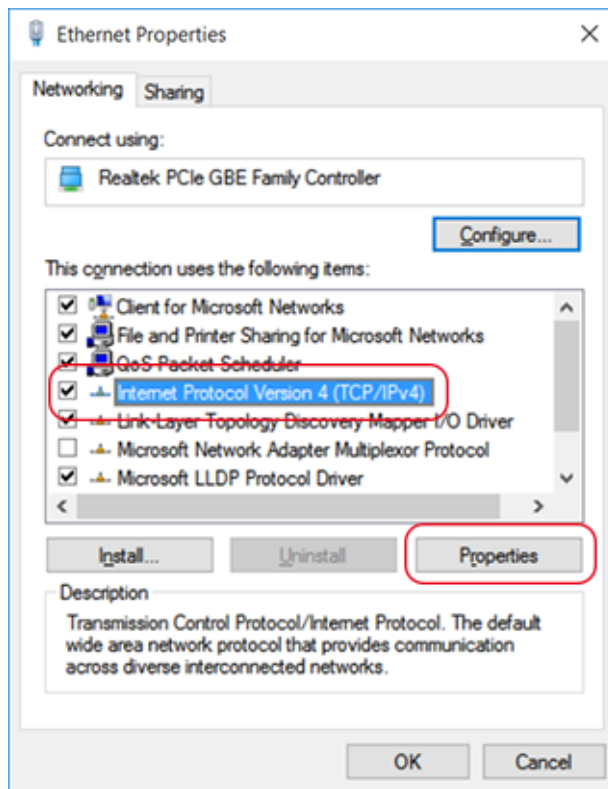 Ethernet Properties
Networking
Sharing
Connect using:
Realtek PCIe GBE Family Controller
Configure...
This connection uses the following items:
Client for Microsoft Networks
File and Printer Sharing for Microsoft Networks
QoS Packet Scheduler
Internet Protocol Version 4 (TCP/IPv4)
Link-Layer Topology Discovery Mapper I/O Driver
Microsoft Network Adapter Multiplexor Protocol
Microsoft LLDP Protocol Driver
Install...
Uninstall
Properties
Description
Transmission Control Protocol/Internet Protocol. The default
wide area network protocol that provides communication
across diverse interconnected networks.
OK
Cancel